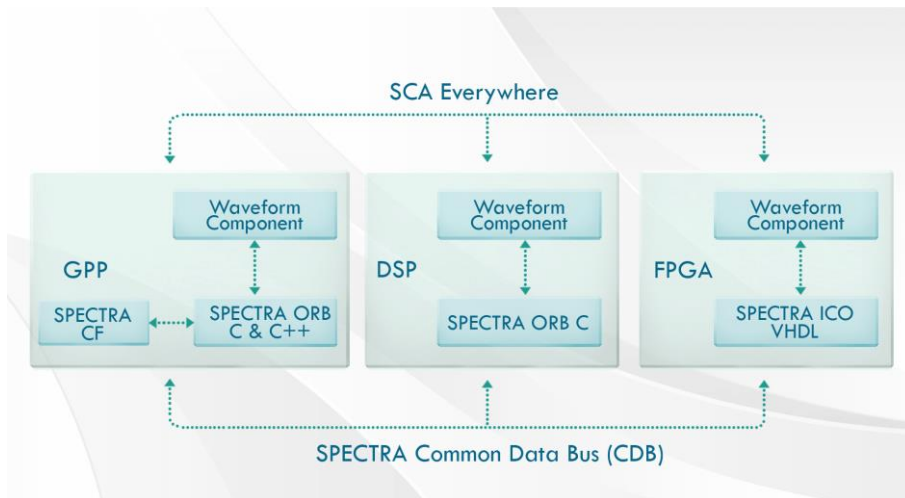 SCA Everywhere
Waveform
Component
GPP
SPECTRA
CF
SPECTRA ORB
C & C++
Waveform
Component
DSP
SPECTRA ORB C
Waveform
Component
FPGA
SPECTRA ICO
VHDL
SPECTRA Common Data Bus (CDB)